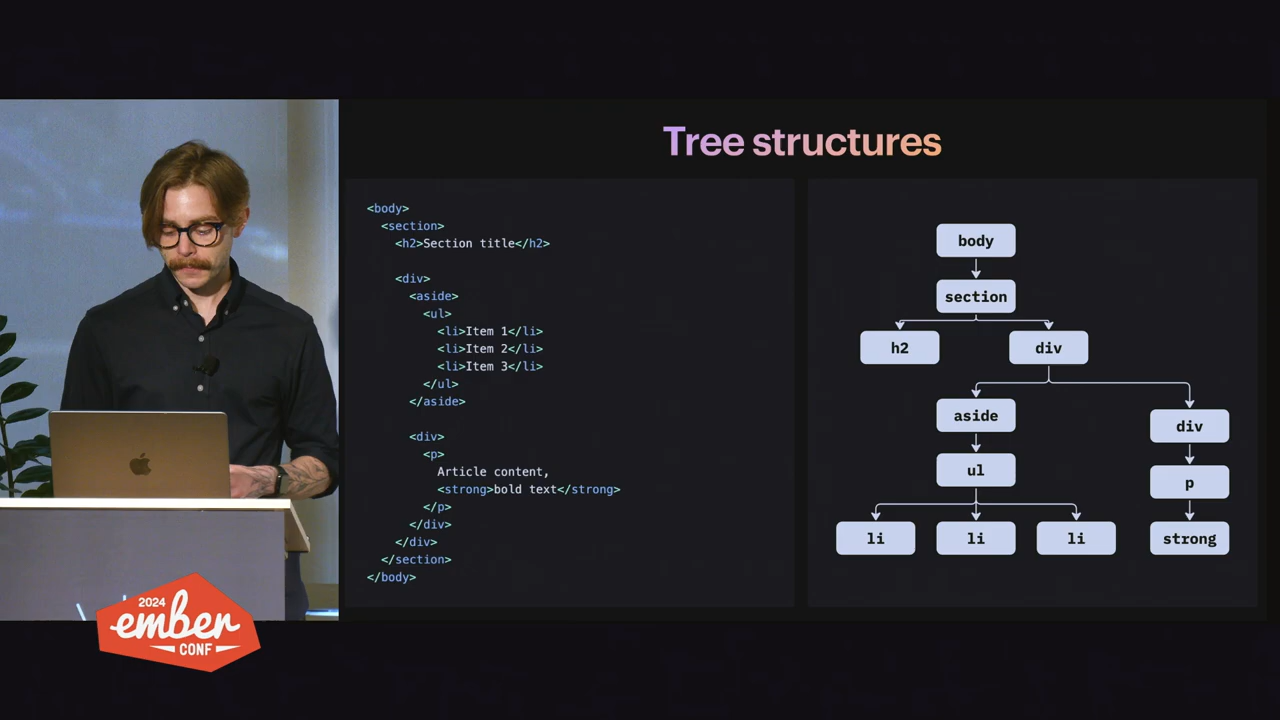 Tree structures
<body>
<section>
<h2>Section title</h2>
<div>
<aside>
<ul>
<li>Item 1</li>
<li>Item 2</li>
<li>Item 3</li>
</ul>
</aside>
<div>
<p>
Article content,
<strong>bold text</strong>
</p>
</div>
</div>
</section>
</body>
body
section
h2 div
aside
div
ul
p
li li li strong
2024
ember
CONF